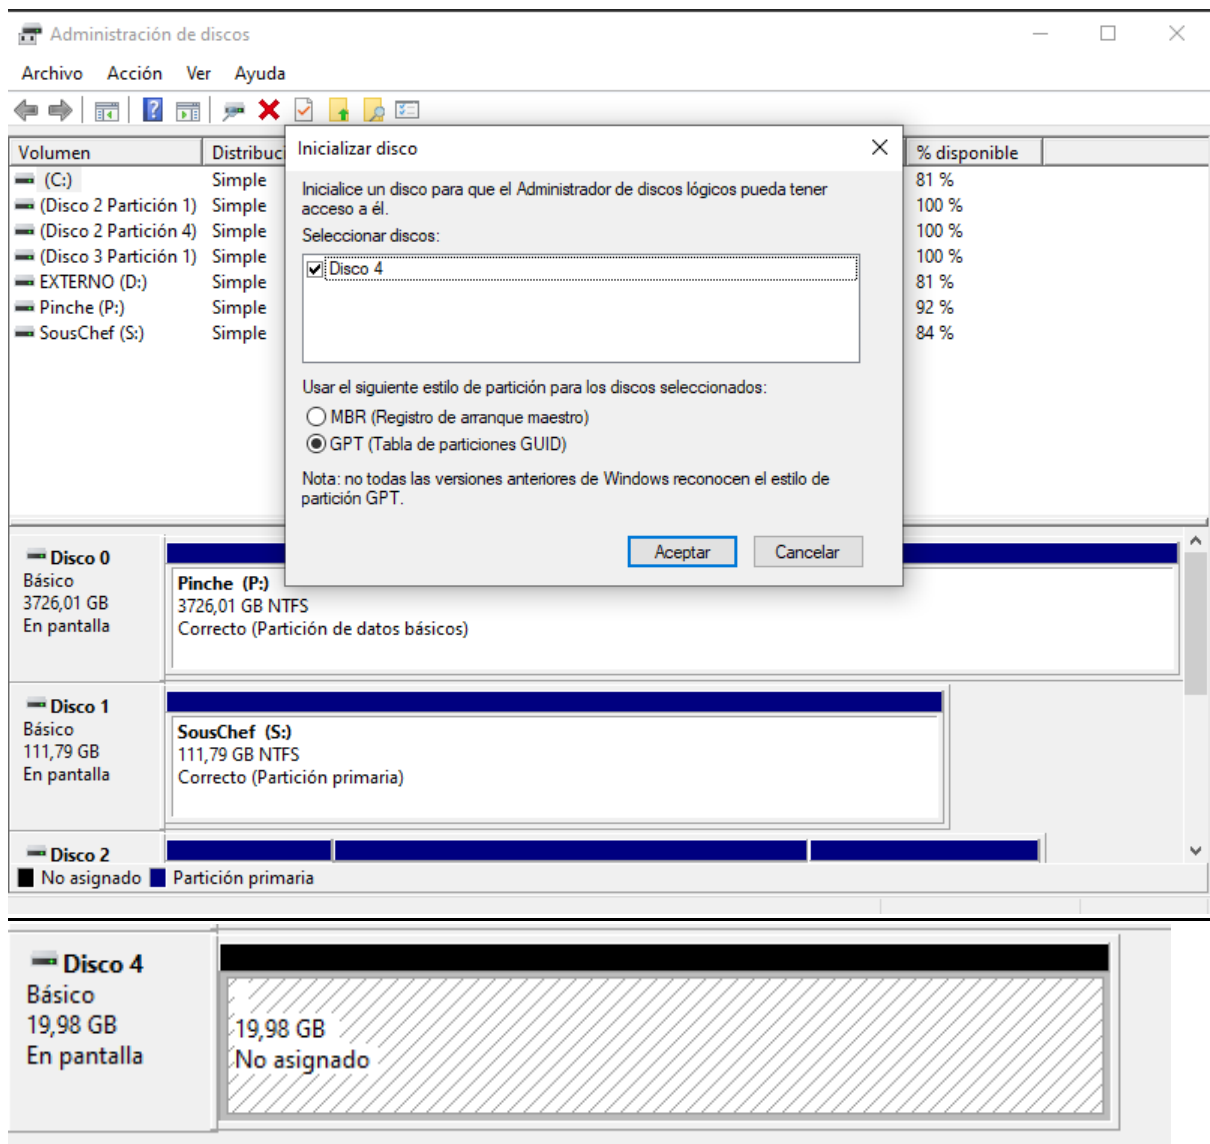 Administración de discos
Archivo Acción Ver Ayuda
Volumen Distribuci % disponible
(C:) Simple 81 %
(Disco 2 Partición 1) Simple 100 %
(Disco 2 Partición 4) Simple 100 %
(Disco 3 Partición 1) Simple 100 %
EXTERNO (D:) Simple 81 %
Pinche (P:) Simple 92 %
SousChef (S:) Simple 84 %
Inicializar disco
Inicialice un disco para que el Administrador de discos lógicos pueda tener
acceso a él.
Seleccionar discos:
Disco 4
Usar el siguiente estilo de partición para los discos seleccionados:
MBR (Registro de arranque maestro)
GPT (Tabla de particiones GUID)
Nota: no todas las versiones anteriores de Windows reconocen el estilo de
partición GPT.
Aceptar Cancelar
Disco 0
Básico
3726,01 GB
En pantalla
Pinche (P:)
3726,01 GB NTFS
Correcto (Partición de datos básicos)
Disco 1
Básico
111,79 GB
En pantalla
SousChef (S:)
111,79 GB NTFS
Correcto (Partición primaria)
Disco 2
No asignado Partición primaria
Disco 4
Básico
19,98 GB
En pantalla
19,98 GB
No asignado